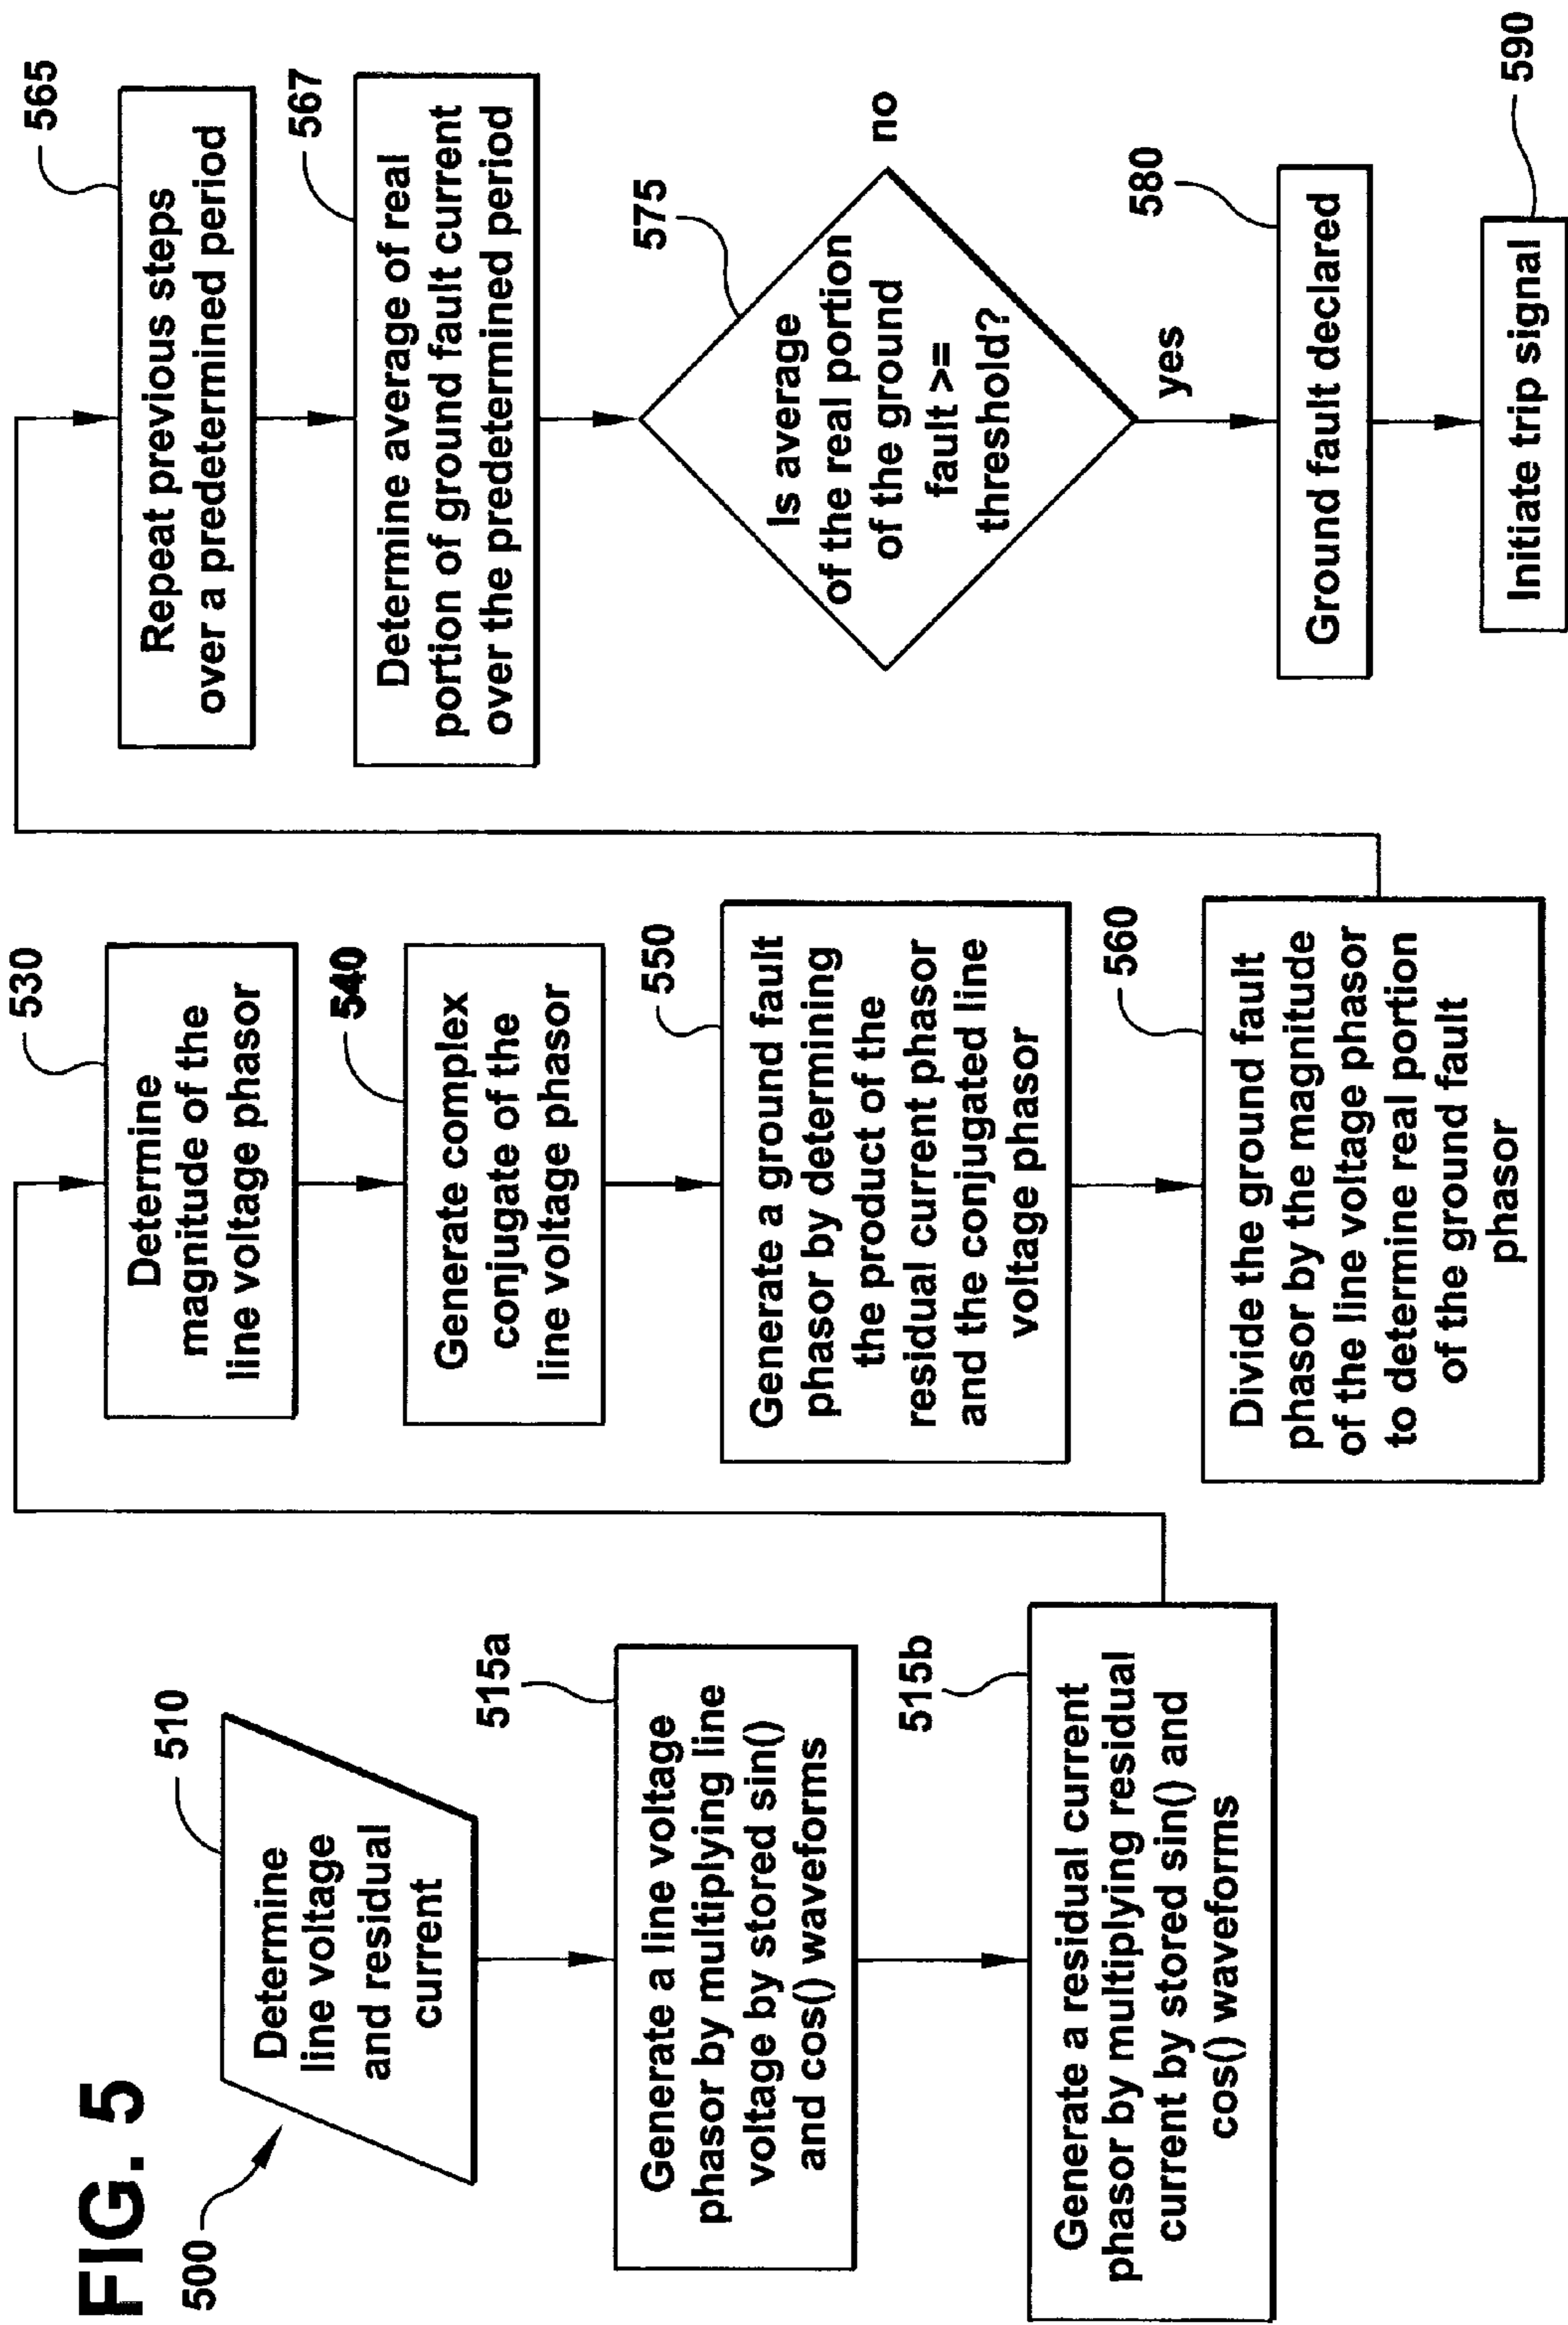 FIG. 5
500
510
Determine
line voltage
and residual
current
515a
Generate a line voltage
phasor by multiplying line
voltage by stored sin()
and cos() waveforms
515b
Generate a residual current
phasor by multiplying residual
current by stored sin() and
cos() waveforms
530
Determine
magnitude of the
line voltage phasor
540
Generate complex
conjugate of the
line voltage phasor
550
Generate a ground fault
phasor by determining
the product of the
residual current phasor
and the conjugated line
voltage phasor
560
Divide the ground fault
phasor by the magnitude
of the line voltage phasor
to determine real portion
of the ground fault
phasor
565
Repeat previous steps
over a predetermined period
567
Determine average of real
portion of ground fault current
over the predetermined period
575
Is average
of the real portion
of the ground
fault >=
threshold?
no
yes
580
Ground fault declared
590
Initiate trip signal